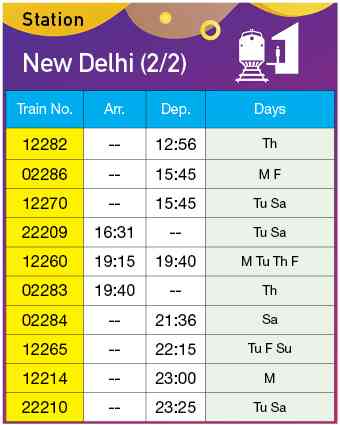 Station
New Delhi (2/2)
Train No. Arr. Dep. Days
12282 -- 12:56 Th
02286 -- 15:45 M F
12270 -- 15:45 Tu Sa
22209 16:31 -- Tu Sa
12260 19:15 19:40 M Tu Th F
02283 19:40 -- Th
02284 -- 21:36 Sa
12265 -- 22:15 Tu F Su
12214 -- 23:00 M
22210 -- 23:25 Tu Sa